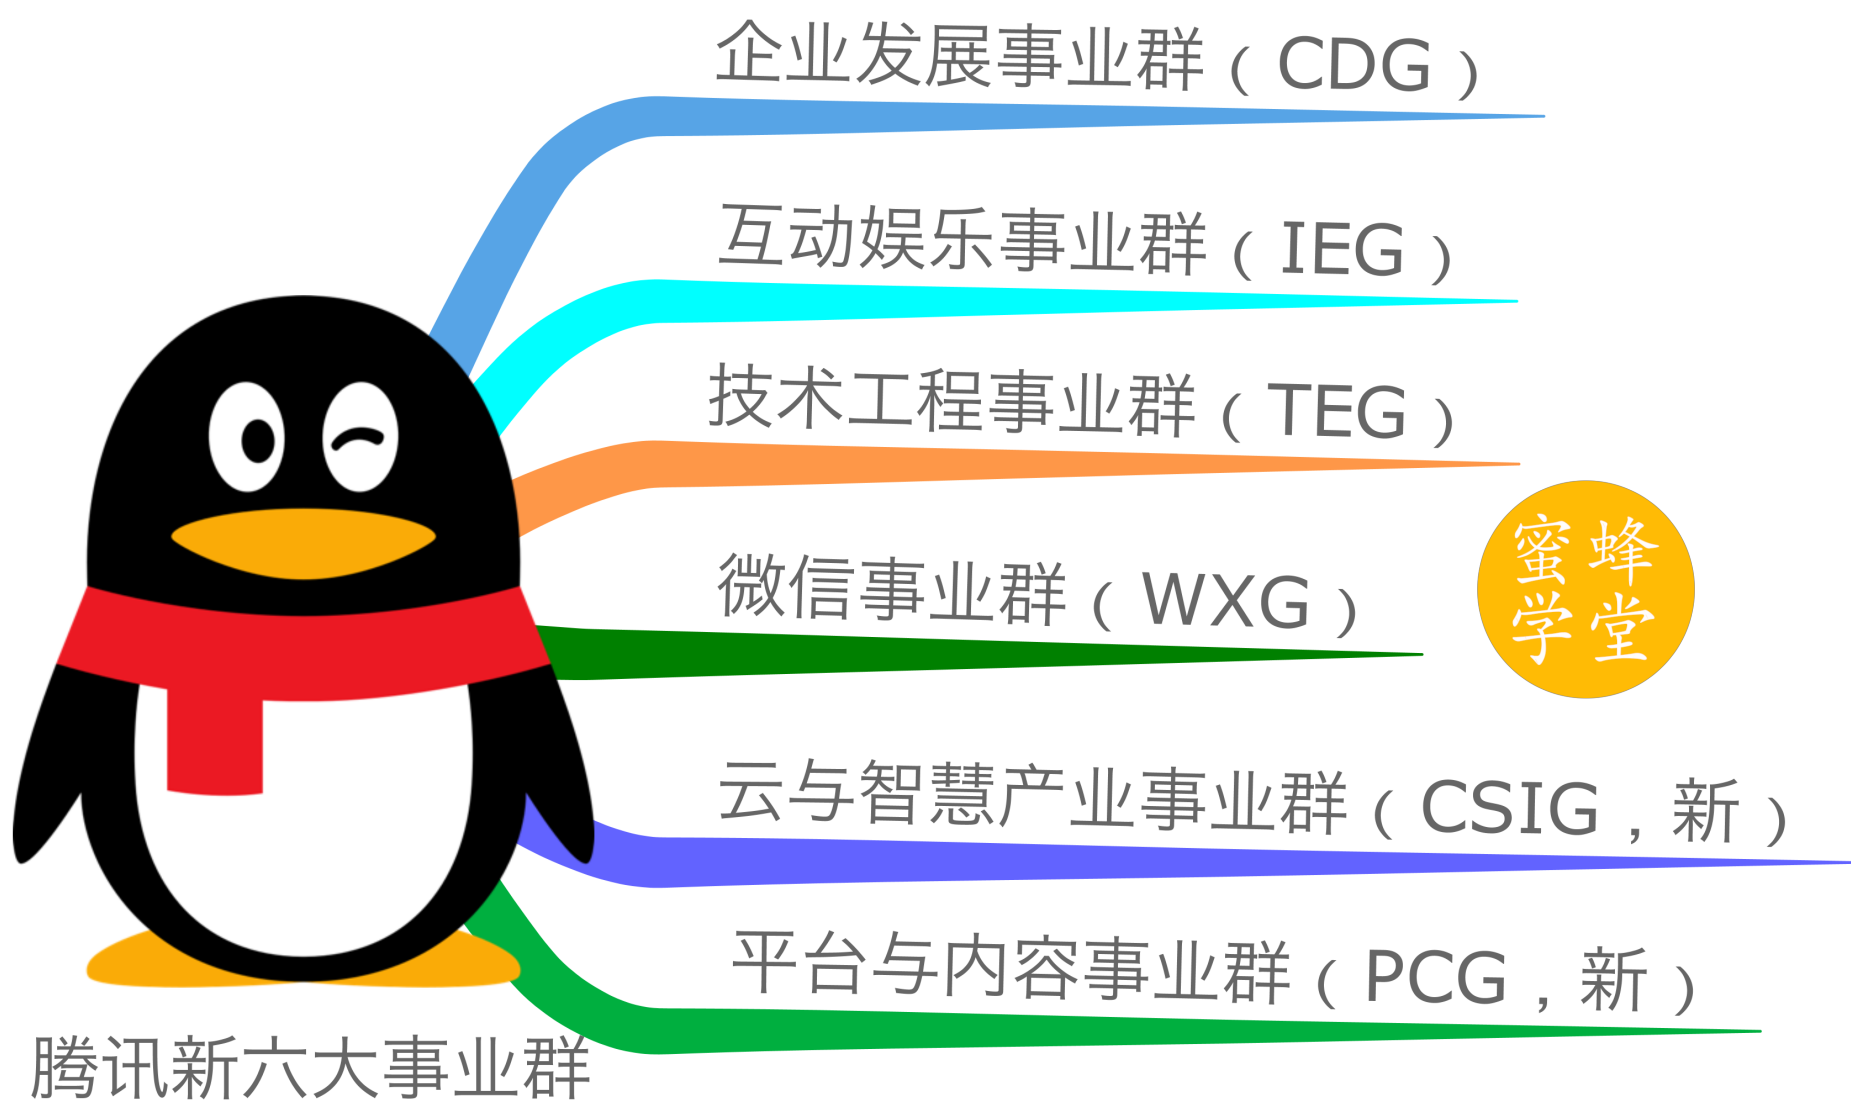 企业发展事业群（CDG）
互动娱乐事业群（IEG）
技术工程事业群（TEG）
微信事业群（WXG）
蜜蜂
学堂
云与智慧产业事业群（CSIG，新）
平台与内容事业群（PCG，新）
腾讯新六大事业群